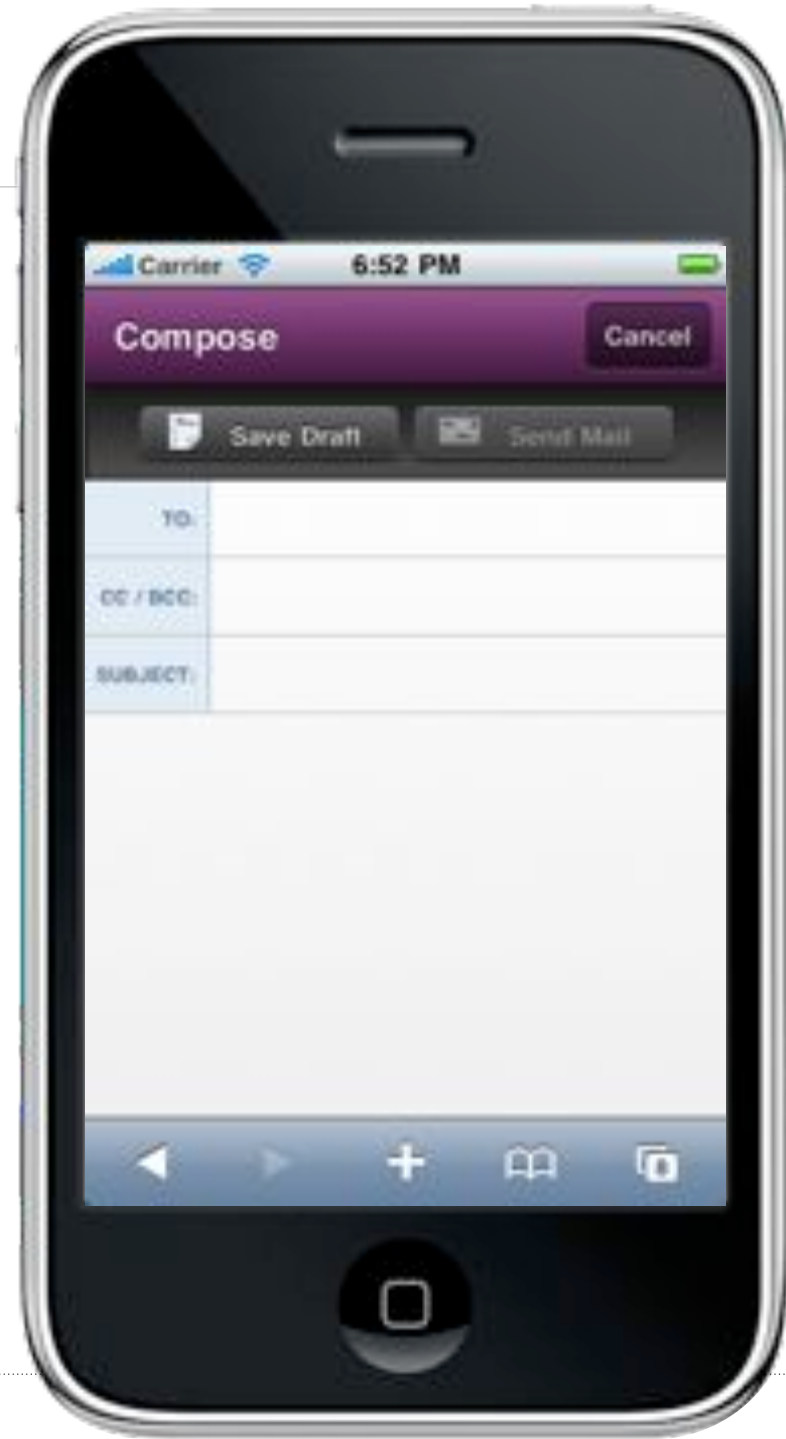 Carrier 6:52 PM
Compose Cancel
Save Draft Send Mail
TO:
CC / BCC:
SUBJECT: